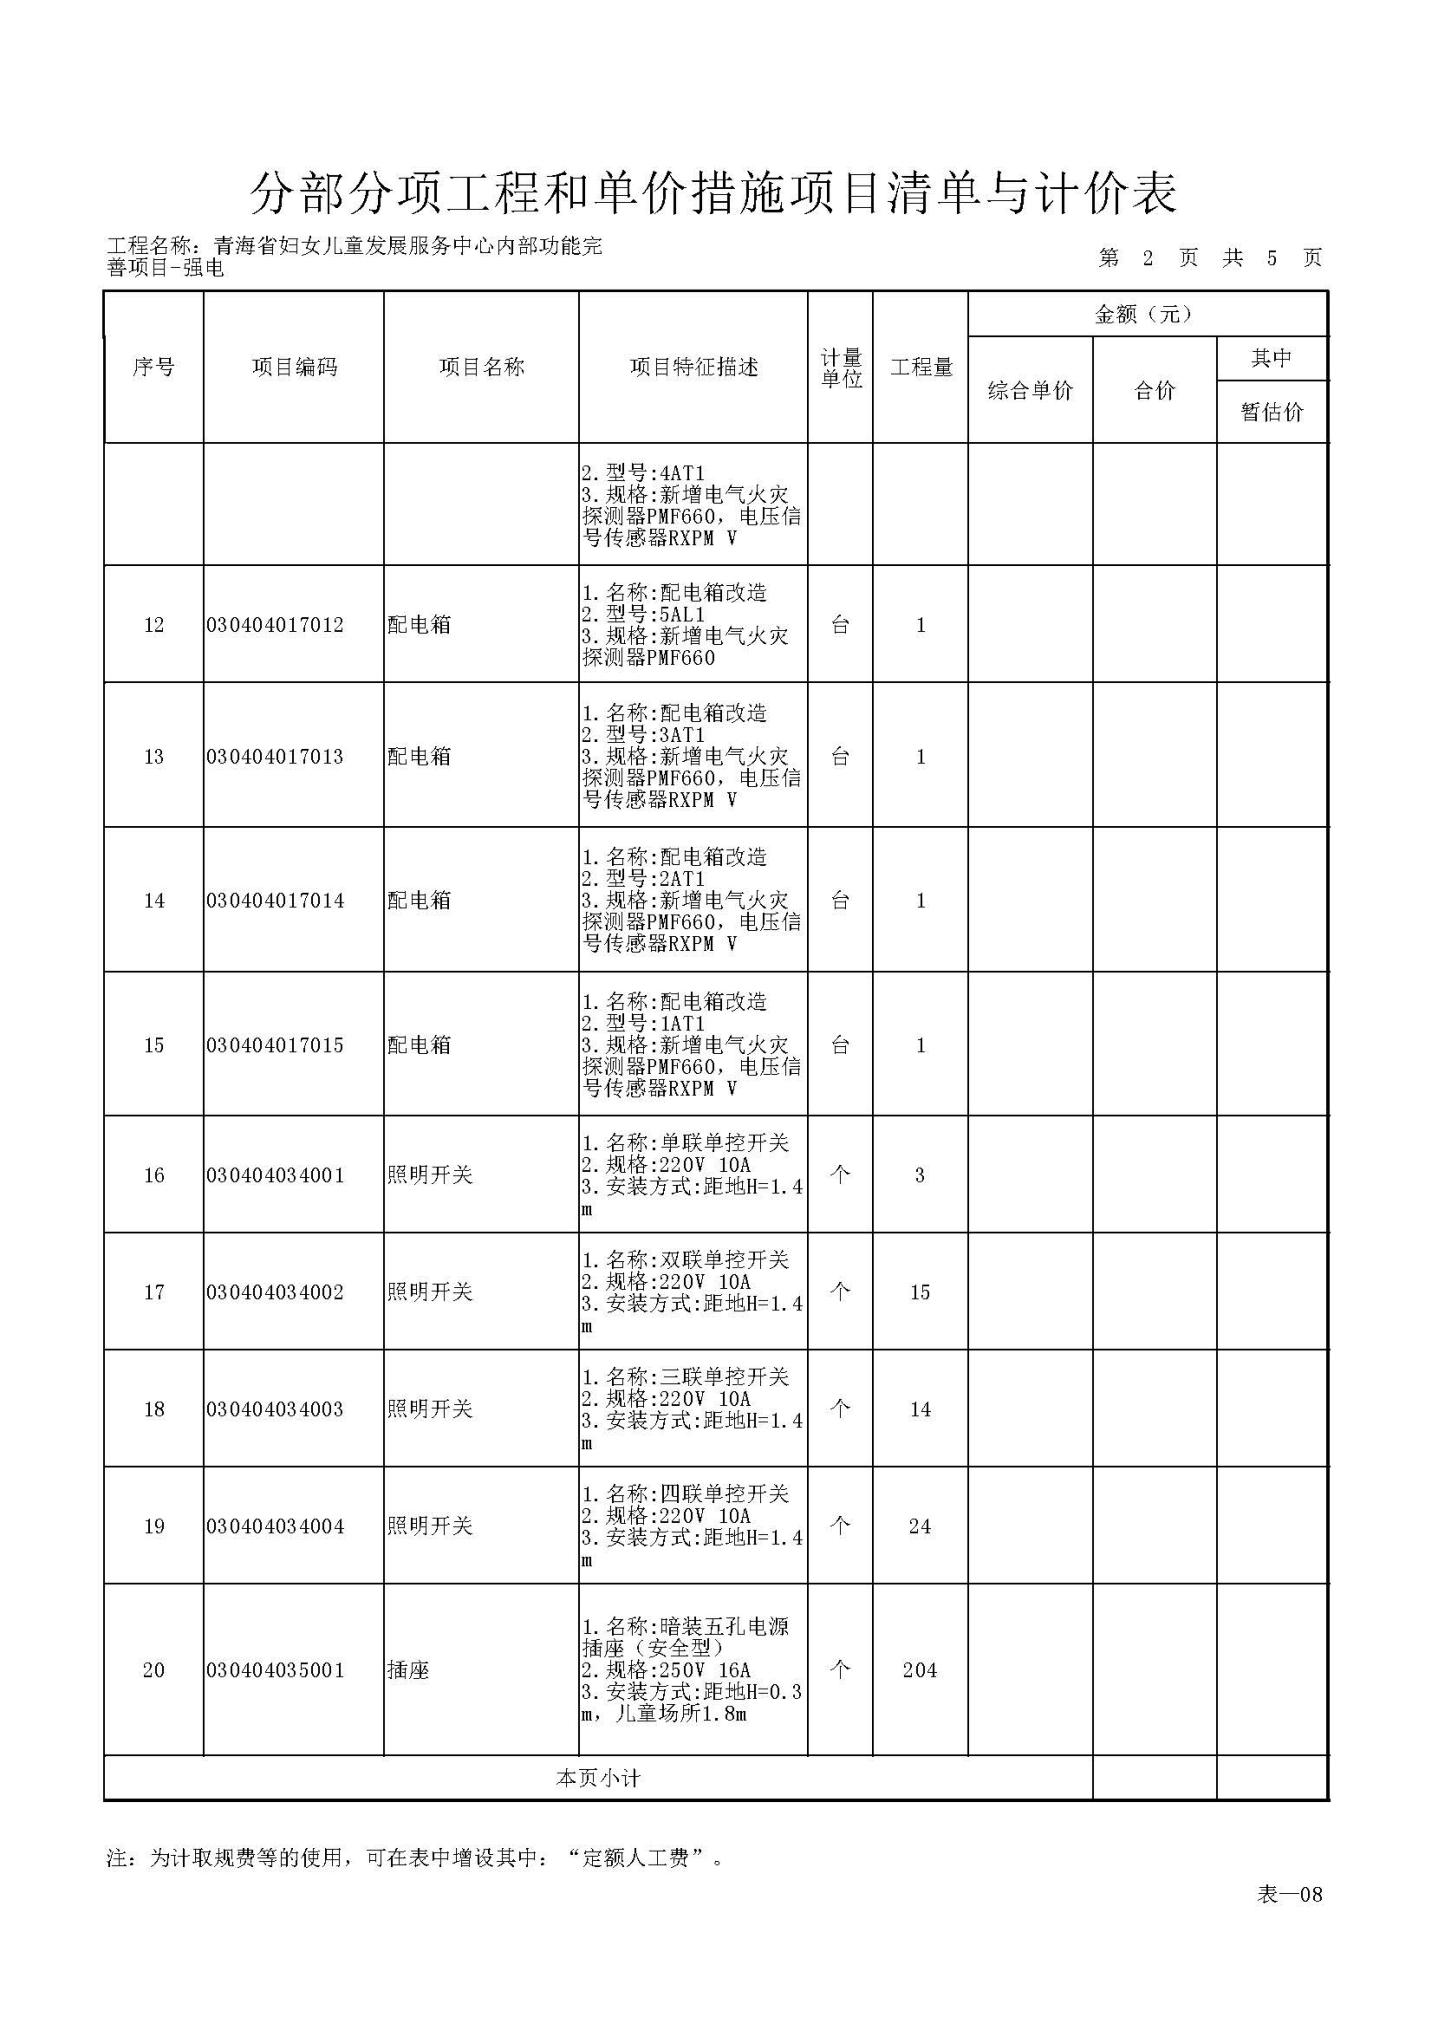 分部分项工程和单价措施项目清单与计价表
工程名称：青海省妇女儿童发展服务中心内部功能完
善项目-强电
第 2 页 共 5 页
序号
项目编码
项目名称
项目特征描述
计量
单位
工程量
金额（元）
综合单价
合价
其中
暂估价
2.型号:4AT1
3.规格:新增电气火灾
探测器PMF660，电压信
号传感器RXPM V
12
030404017012
配电箱
1.名称:配电箱改造
2.型号:5AL1
3.规格:新增电气火灾
探测器PMF660
台
1
13
030404017013
配电箱
1.名称:配电箱改造
2.型号:3AT1
3.规格:新增电气火灾
探测器PMF660，电压信
号传感器RXPM V
台
1
14
030404017014
配电箱
1.名称:配电箱改造
2.型号:2AT1
3.规格:新增电气火灾
探测器PMF660，电压信
号传感器RXPM V
台
1
15
030404017015
配电箱
1.名称:配电箱改造
2.型号:1AT1
3.规格:新增电气火灾
探测器PMF660，电压信
号传感器RXPM V
台
1
16
030404034001
照明开关
1.名称:单联单控开关
2.规格:220V 10A
3.安装方式:距地H=1.4
m
个
3
17
030404034002
照明开关
1.名称:双联单控开关
2.规格:220V 10A
3.安装方式:距地H=1.4
m
个
15
18
030404034003
照明开关
1.名称:三联单控开关
2.规格:220V 10A
3.安装方式:距地H=1.4
m
个
14
19
030404034004
照明开关
1.名称:四联单控开关
2.规格:220V 10A
3.安装方式:距地H=1.4
m
个
24
20
030404035001
插座
1.名称:暗装五孔电源
插座（安全型）
2.规格:250V 16A
3.安装方式:距地H=0.3
m，儿童场所1.8m
个
204
本页小计
注：为计取规费等的使用，可在表中增设其中：“定额人工费”。
表—08